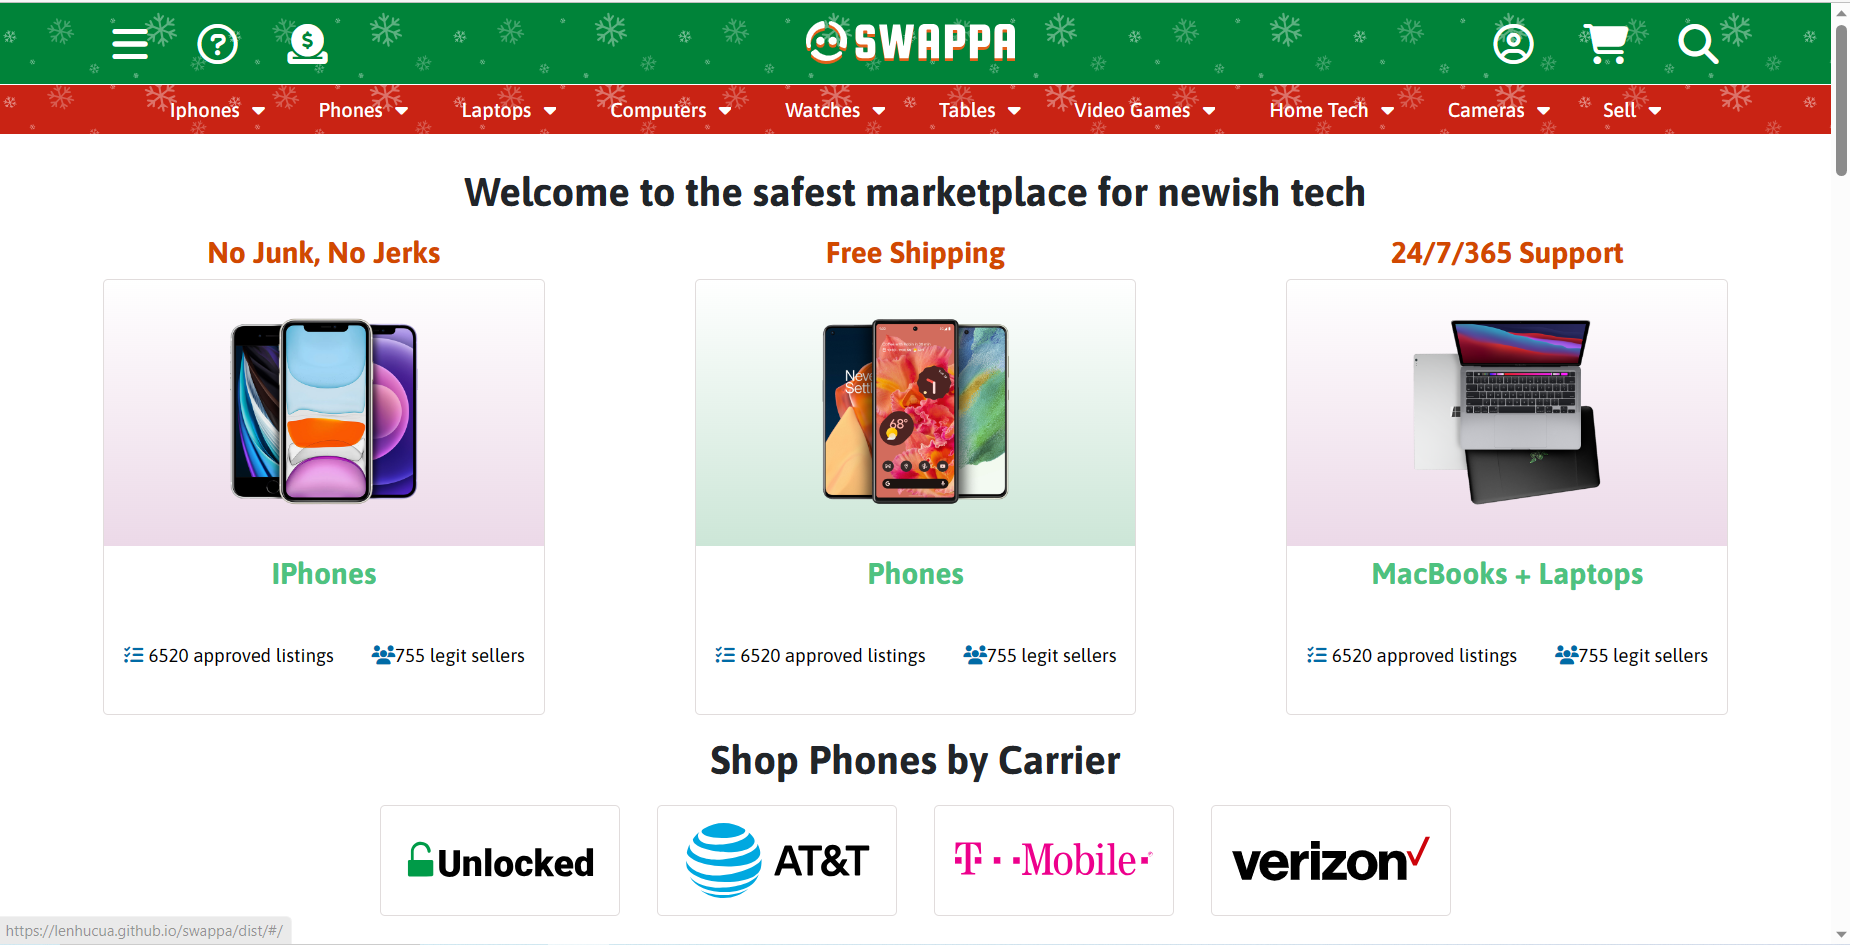 SWAPPA
Iphones Phones Laptops Computers Watches Tables Video Games Home Tech Cameras Sell
Welcome to the safest marketplace for newish tech
No Junk, No Jerks Free Shipping 24/7/365 Support
Never
Settl
68°
IPhones Phones MacBooks + Laptops
6520 approved listings 755 legit sellers 6520 approved listings 755 legit sellers 6520 approved listings 755 legit sellers
Shop Phones by Carrier
Unlocked AT&T T-Mobile verizon
https://lenhucua.github.io/swappa/dist/#/